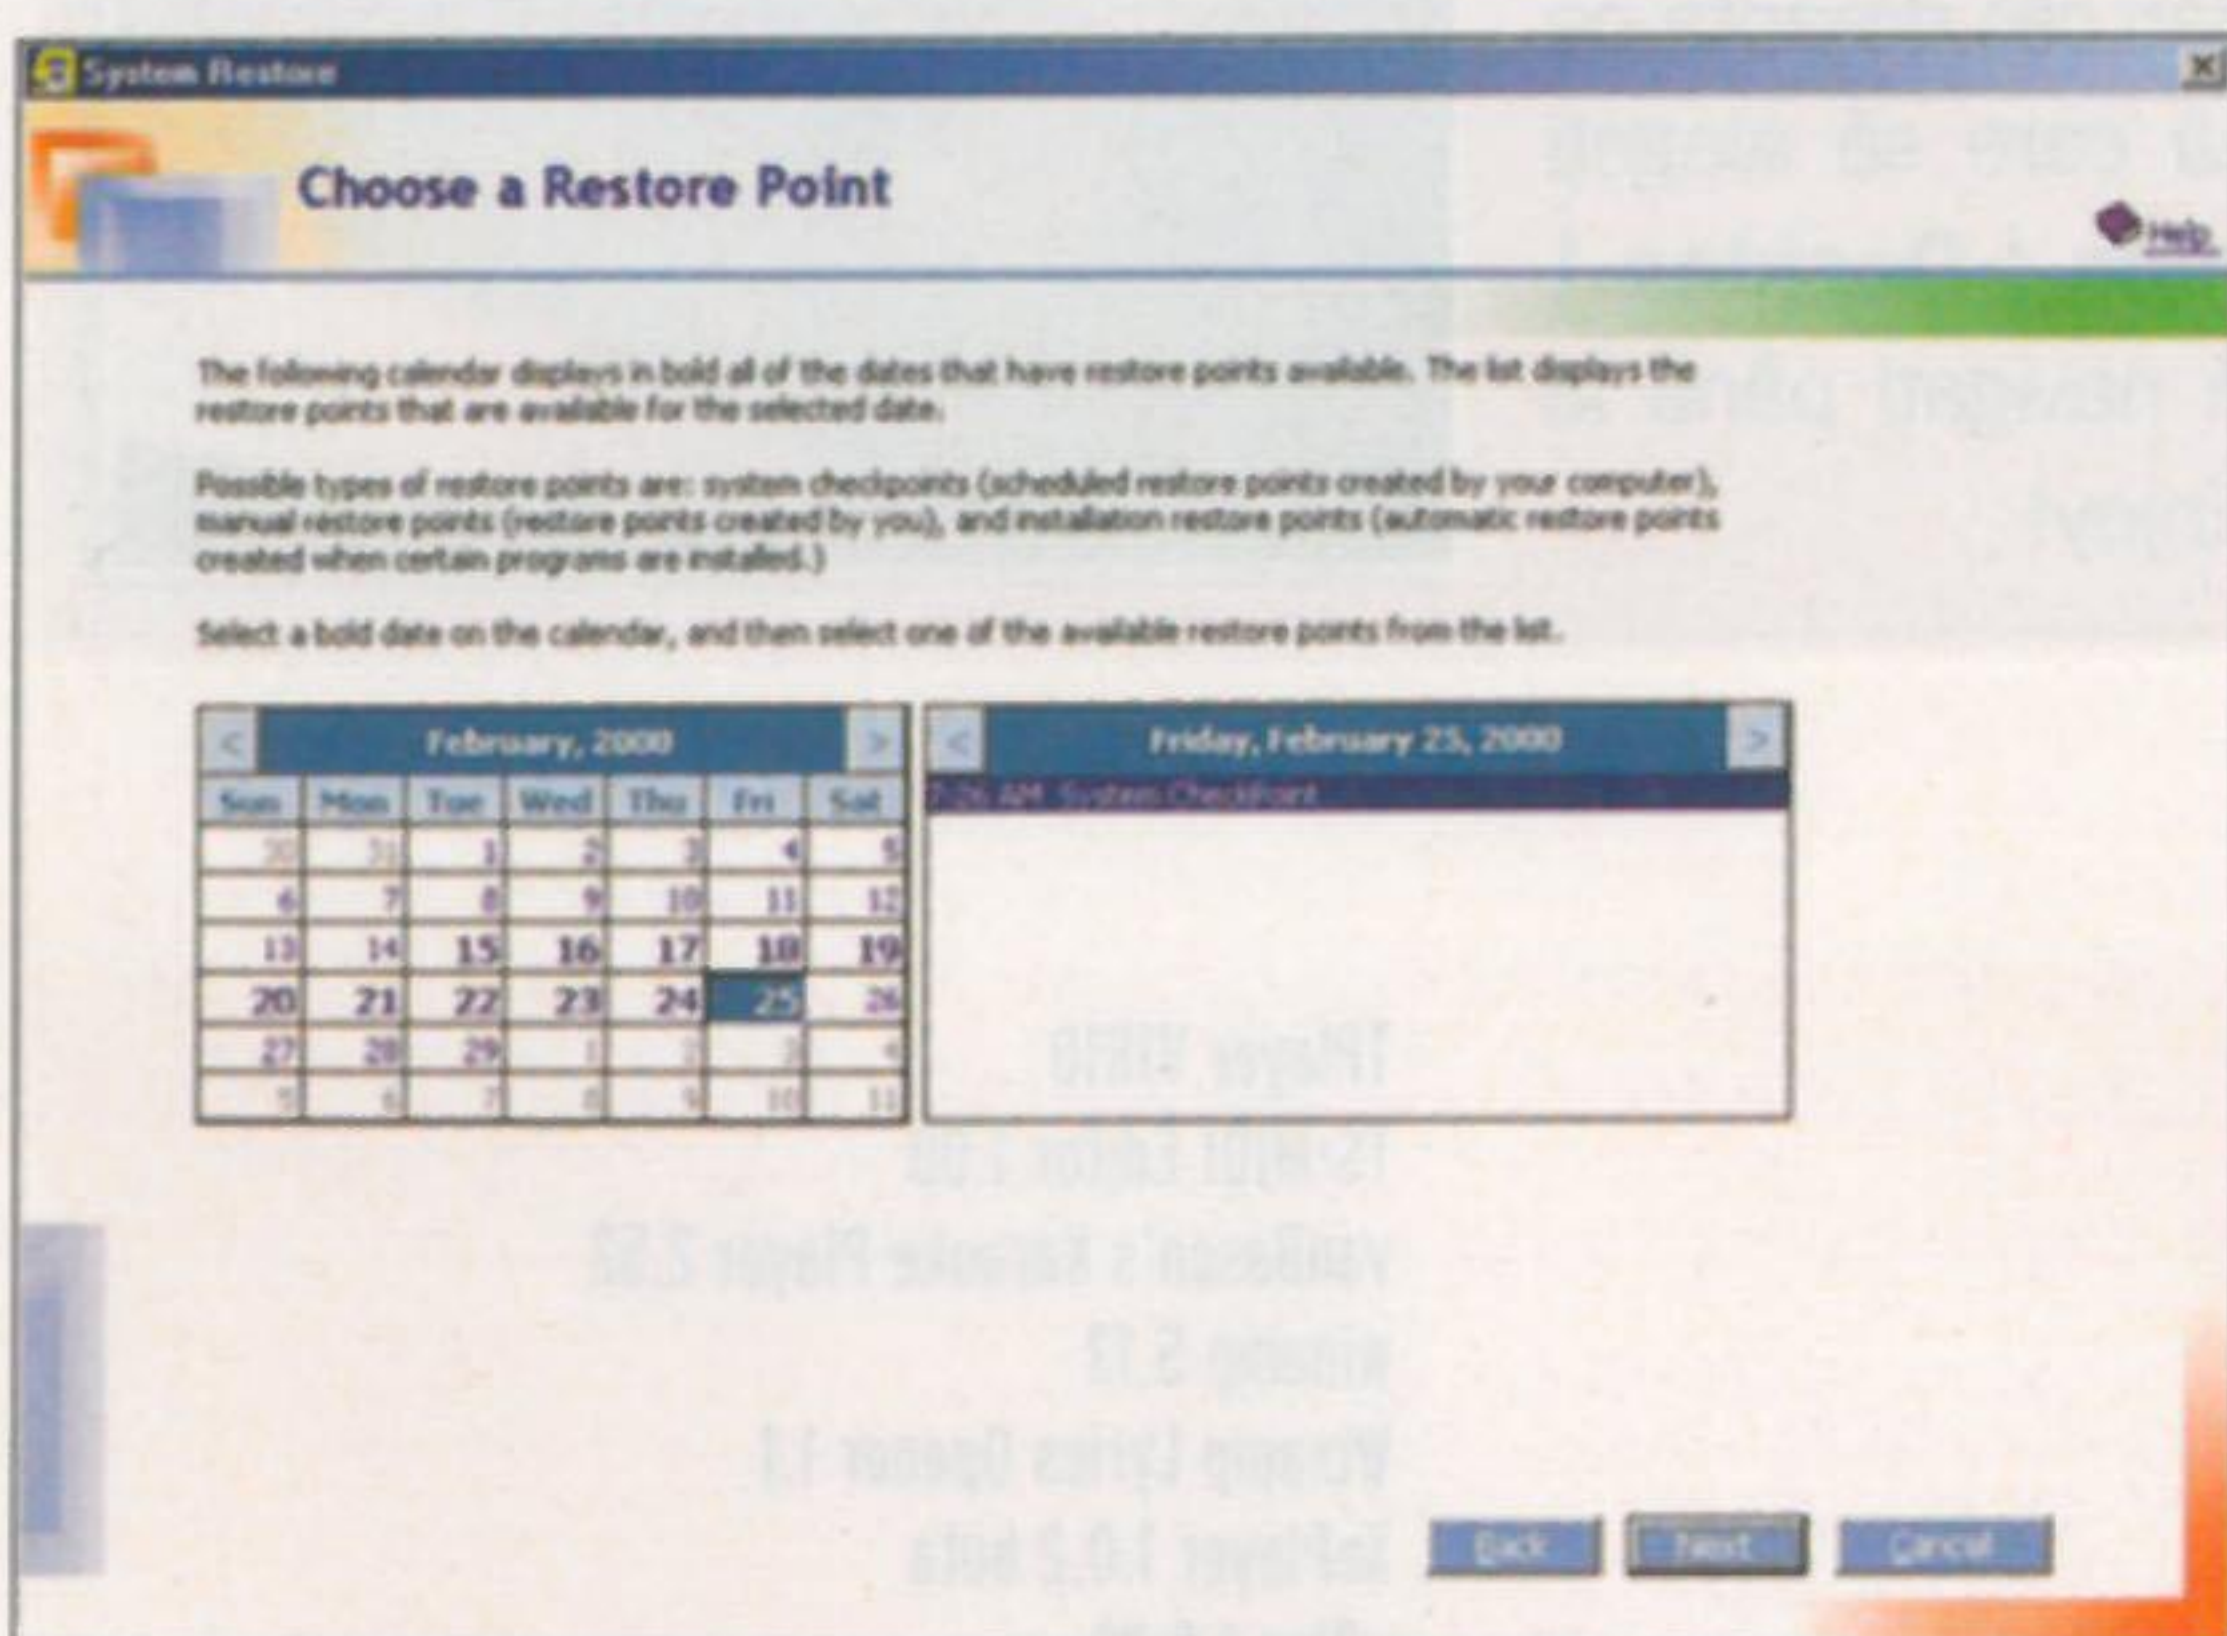 System Restore
Choose a Restore Point
Help
The following calendar displays in bold all of the dates that have restore points available. The list displays the
restore points that are available for the selected date.
Possible types of restore points are: system checkpoints (scheduled restore points created by your computer),
manual restore points (restore points created by you), and installation restore points (automatic restore points
created when certain programs are installed.)
Select a bold date on the calendar, and then select one of the available restore points from the list.
< February, 2000 >
Sun Mon Tue Wed Thu Fri Sat
30 31 1 2 3 4 5
6 7 8 9 10 11 12
13 14 15 16 17 18 19
20 21 22 23 24 25 26
27 28 29 1 2 3 4
5 6 7 8 9 10 11
< Friday, February 25, 2000 >
7:26 AM System CheckPoint
Back Next Cancel